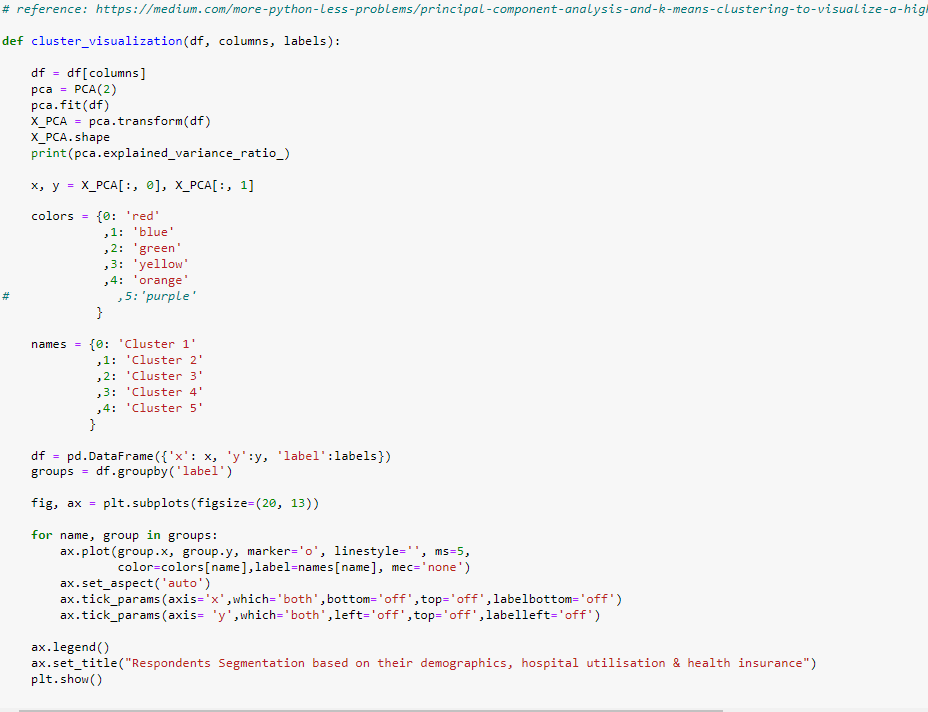 # reference: https://medium.com/more-python-less-problems/principal-component-analysis-and-k-means-clustering-to-visualize-a-high
def cluster_visualization(df, columns, labels):
df = df[columns]
pca = PCA(2)
pca.fit(df)
X_PCA = pca.transform(df)
X_PCA.shape
print(pca.explained_variance_ratio_)
x, y = X_PCA[:, 0], X_PCA[:, 1]
colors = {0: 'red'
,1: 'blue'
,2: 'green'
,3: 'yellow'
,4: 'orange'
# ,5:'purple'
}
names = {0: 'Cluster 1'
,1: 'Cluster 2'
,2: 'Cluster 3'
,3: 'Cluster 4'
,4: 'Cluster 5'
}
df = pd.DataFrame({'x': x, 'y':y, 'label':labels})
groups = df.groupby('label')
fig, ax = plt.subplots(figsize=(20, 13))
for name, group in groups:
ax.plot(group.x, group.y, marker='o', linestyle='', ms=5,
color=colors[name],label=names[name], mec='none')
ax.set_aspect('auto')
ax.tick_params(axis='x',which='both',bottom='off',top='off',labelbottom='off')
ax.tick_params(axis= 'y',which='both',left='off',top='off',labelleft='off')
ax.legend()
ax.set_title("Respondents Segmentation based on their demographics, hospital utilisation & health insurance")
plt.show()